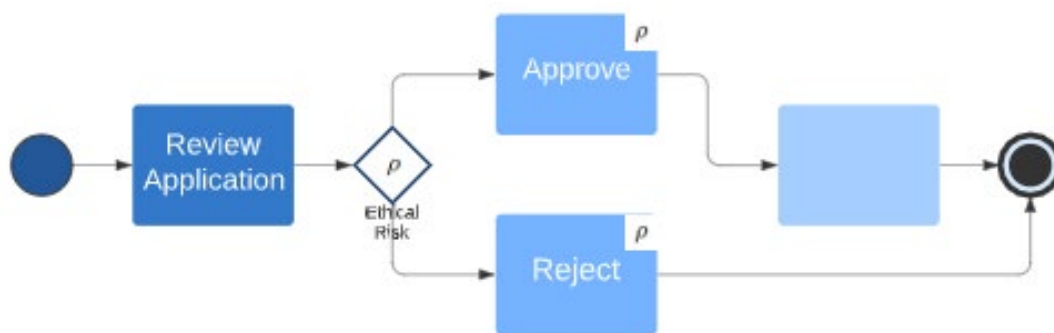 ρ
Approve
Review
Application
ρ
Ethical
Risk
ρ
Reject